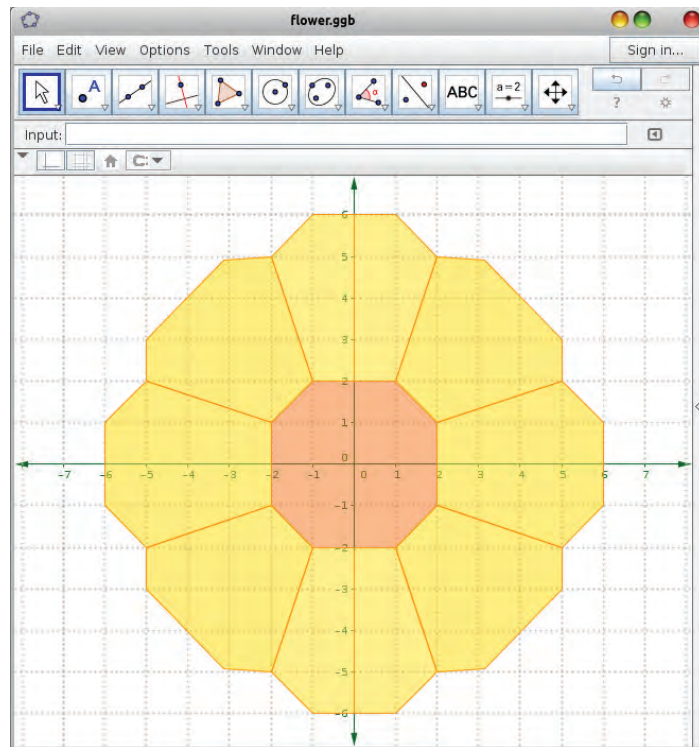 flower.ggb
File Edit View Options Tools Window Help
Sign in...
A
α
ABC
a=2
?
Input:
6
5
4
3
2
1
0
-7 -6 -5 -4 -3 -2 -1 0 1 2 3 4 5 6 7
-1
-2
-3
-4
-5
-6